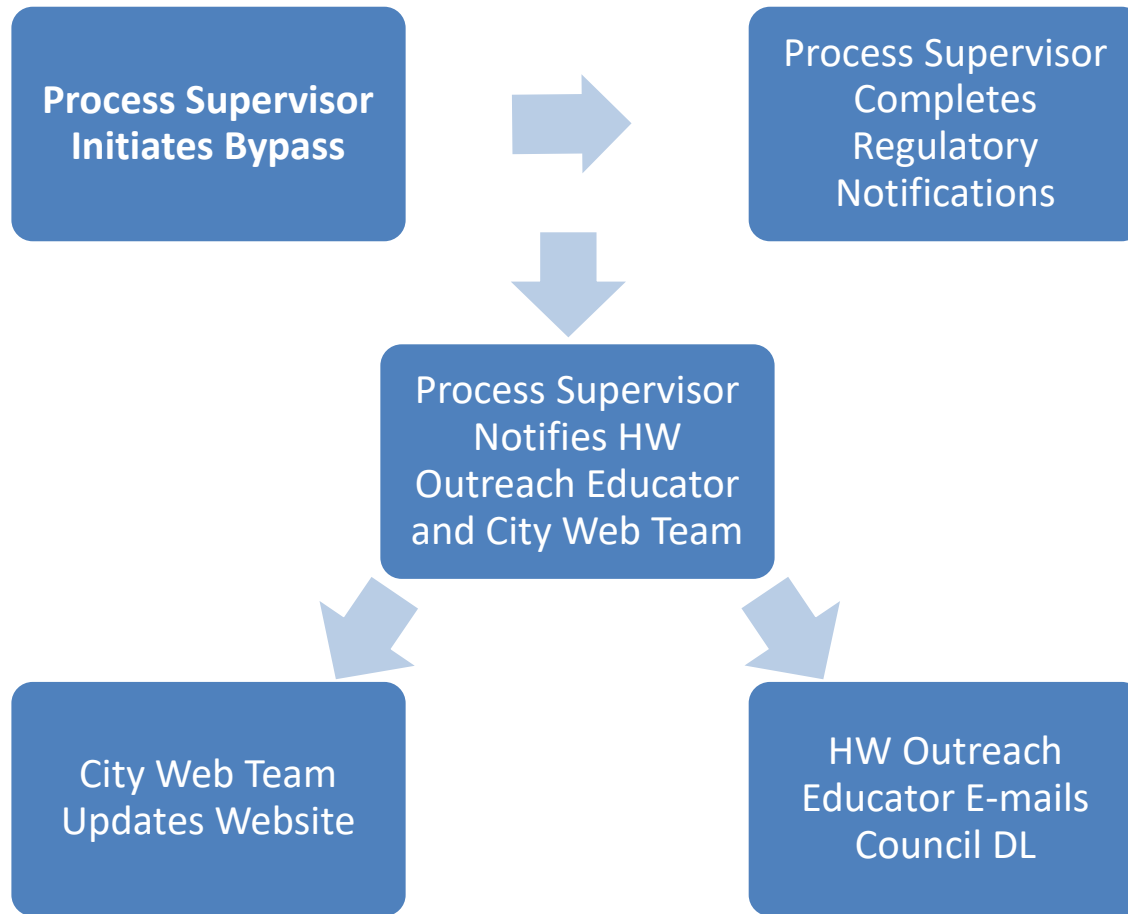 Process Supervisor
Initiates Bypass
Process Supervisor
Completes
Regulatory
Notifications
Process Supervisor
Notifies HW
Outreach Educator
and City Web Team
City Web Team
Updates Website
HW Outreach
Educator E-mails
Council DL